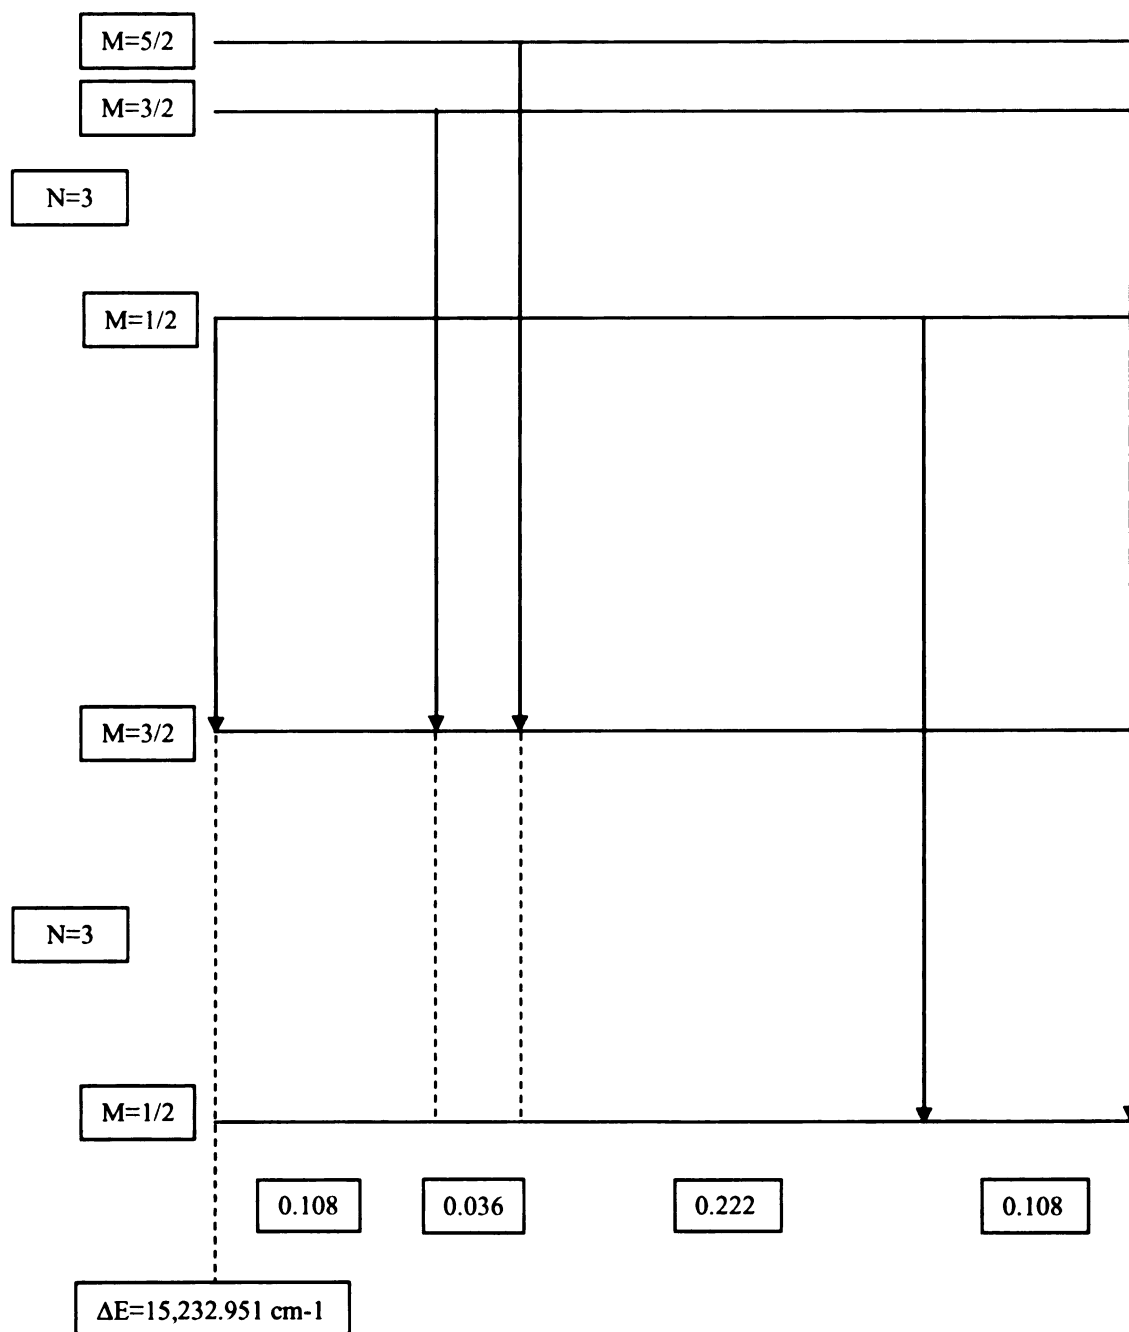 M=5/2
M=3/2
N=3
M=1/2
M=3/2
N=3
M=1/2
0.108
0.036
0.222
0.108
ΔE=15,232.951 cm-1